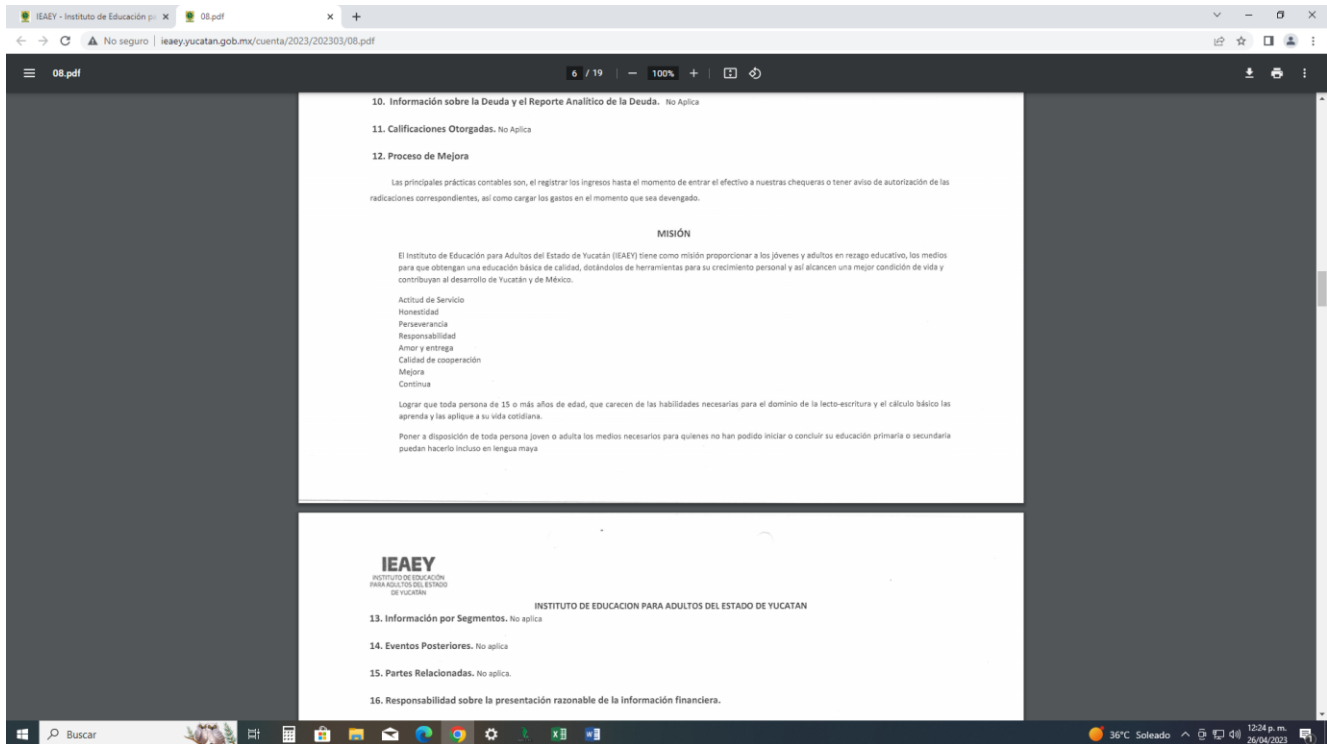 IEAEY - Instituto de Educación p
08.pdf
No seguro | ieaey.yucatan.gob.mx/cuenta/2023/202303/08.pdf
08.pdf
6 / 19
100%
10. Información sobre la Deuda y el Reporte Analítico de la Deuda. No Aplica
11. Calificaciones Otorgadas. No Aplica
12. Proceso de Mejora
Las principales prácticas contables son, el registrar los ingresos hasta el momento de entrar el efectivo a nuestras chequeras o tener aviso de autorización de las
radicaciones correspondientes, así como cargar los gastos en el momento que sea devengado.
MISIÓN
El Instituto de Educación para Adultos del Estado de Yucatán (IEAEY) tiene como misión proporcionar a los jóvenes y adultos en rezago educativo, los medios
para que obtengan una educación básica de calidad, dotándolos de herramientas para su crecimiento personal y así alcancen una mejor condición de vida y
contribuyan al desarrollo de Yucatán y de México.
Actitud de Servicio
Honestidad
Perseverancia
Responsabilidad
Amor y entrega
Calidad de cooperación
Mejora
Continua
Lograr que toda persona de 15 o más años de edad, que carecen de las habilidades necesarias para el dominio de la lecto-escritura y el cálculo básico las
aprenda y las aplique a su vida cotidiana.
Poner a disposición de toda persona joven o adulta los medios necesarios para quienes no han podido iniciar o concluir su educación primaria o secundaria
puedan hacerlo incluso en lengua maya
IEAEY
INSTITUTO DE EDUCACIÓN
PARA ADULTOS DEL ESTADO
DE YUCATÁN
INSTITUTO DE EDUCACION PARA ADULTOS DEL ESTADO DE YUCATAN
13. Información por Segmentos. No aplica
14. Eventos Posteriores. No aplica
15. Partes Relacionadas. No aplica.
16. Responsabilidad sobre la presentación razonable de la información financiera.
Buscar
36°C Soleado
12:24 p. m.
26/04/2023